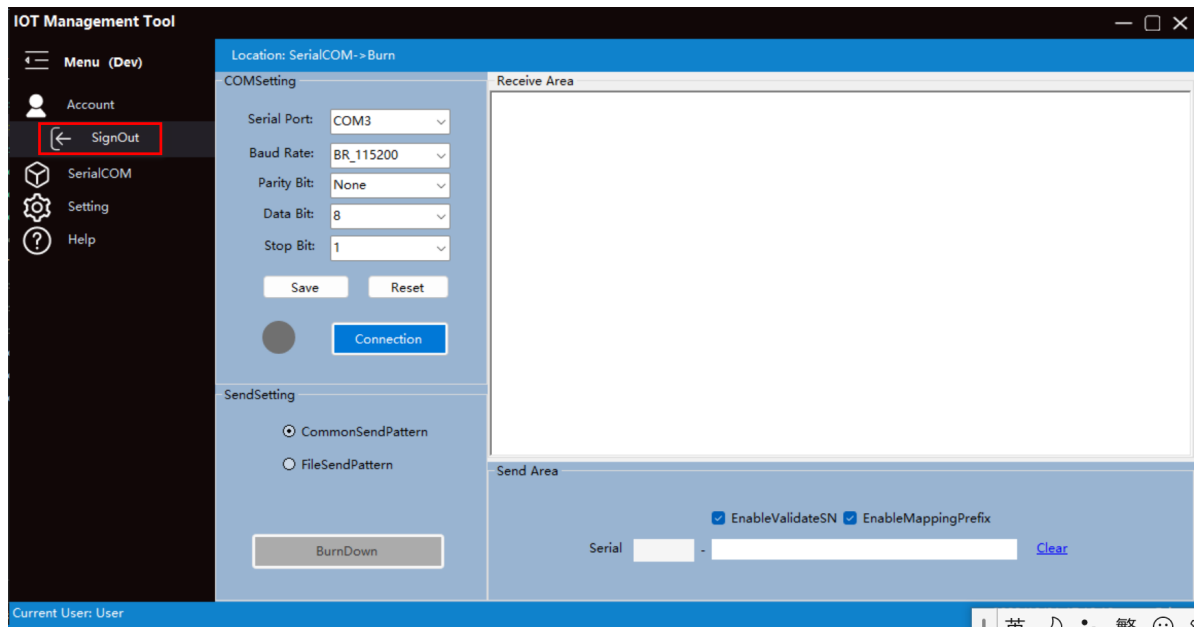 IOT Management Tool
Menu (Dev)
Account
SignOut
SerialCOM
Setting
Help
Location: SerialCOM->Burn
COMSetting
Serial Port: COM3
Baud Rate: BR_115200
Parity Bit: None
Data Bit: 8
Stop Bit: 1
Save Reset
Connection
SendSetting
CommonSendPattern
FileSendPattern
BurnDown
Receive Area
Send Area
EnableValidateSN EnableMappingPrefix
Serial - Clear
Current User: User
英 繁